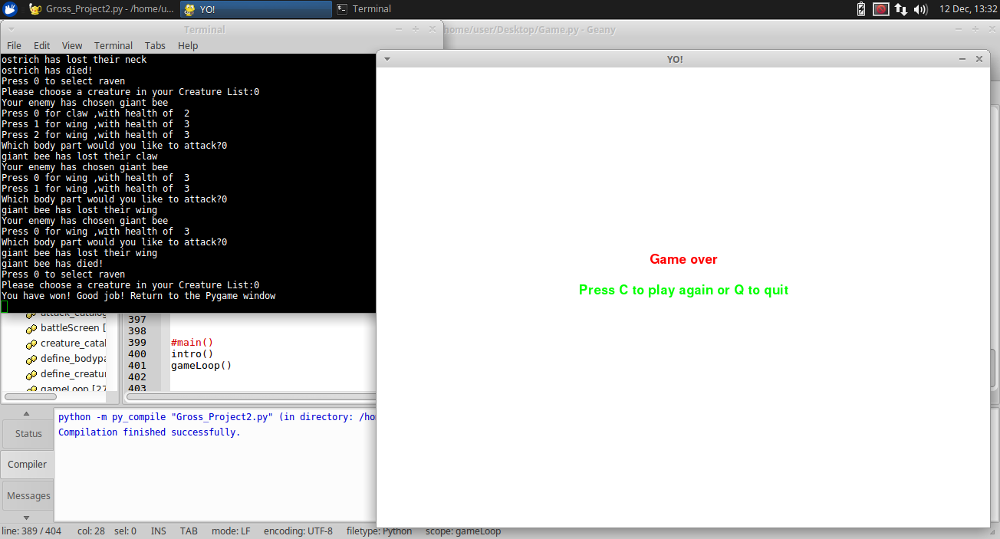 Gross_Project2.py - /home/u...
YO!
Terminal
12 Dec, 13:32
Terminal
home/user/Desktop/Game.py - Geany
File Edit View Terminal Tabs Help
ostrich has lost their neck
ostrich has died!
Press 0 to select raven
Please choose a creature in your Creature List:0
Your enemy has chosen giant bee
Press 0 for claw ,with health of  2
Press 1 for wing ,with health of  3
Press 2 for wing ,with health of  3
Which body part would you like to attack?0
giant bee has lost their claw
Your enemy has chosen giant bee
Press 0 for wing ,with health of  3
Press 1 for wing ,with health of  3
Which body part would you like to attack?0
giant bee has lost their wing
Your enemy has chosen giant bee
Press 0 for wing ,with health of  3
Which body part would you like to attack?0
giant bee has lost their wing
giant bee has died!
Press 0 to select raven
Please choose a creature in your Creature List:0
You have won! Good job! Return to the Pygame window
YO!
Game over
Press C to play again or Q to quit
attack_catalog
battleScreen [
creature_catal
define_bodypa
define_creatur
gameLoop [27
397
398
399 #main()
400 intro()
401 gameLoop()
402
403
Status
Compiler
Messages
python -m py_compile "Gross_Project2.py" (in directory: /ho
Compilation finished successfully.
line: 389 / 404 col: 28 sel: 0 INS TAB mode: LF encoding: UTF-8 filetype: Python scope: gameLoop